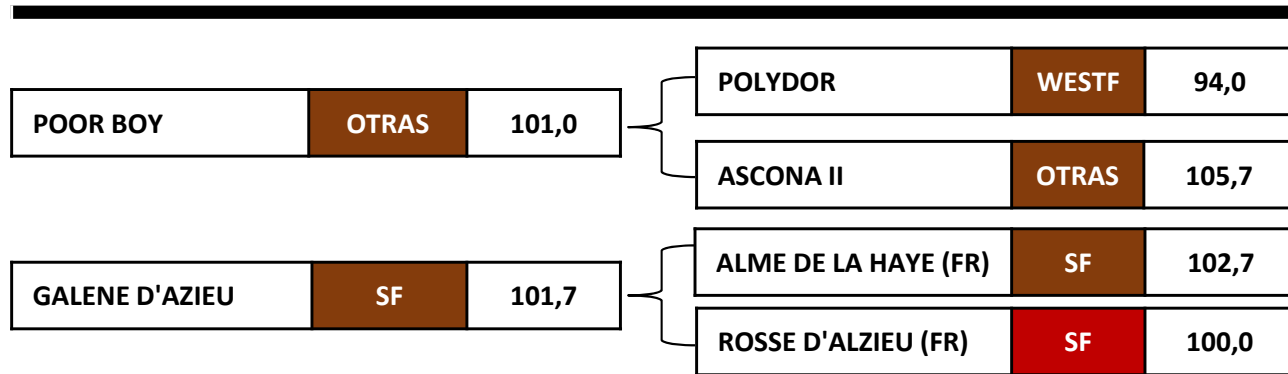 POOR BOY OTRAS 101,0
POLYDOR WESTF 94,0
ASCONA II OTRAS 105,7
GALENE D'AZIEU SF 101,7
ALME DE LA HAYE (FR) SF 102,7
ROSSE D'ALZIEU (FR) SF 100,0